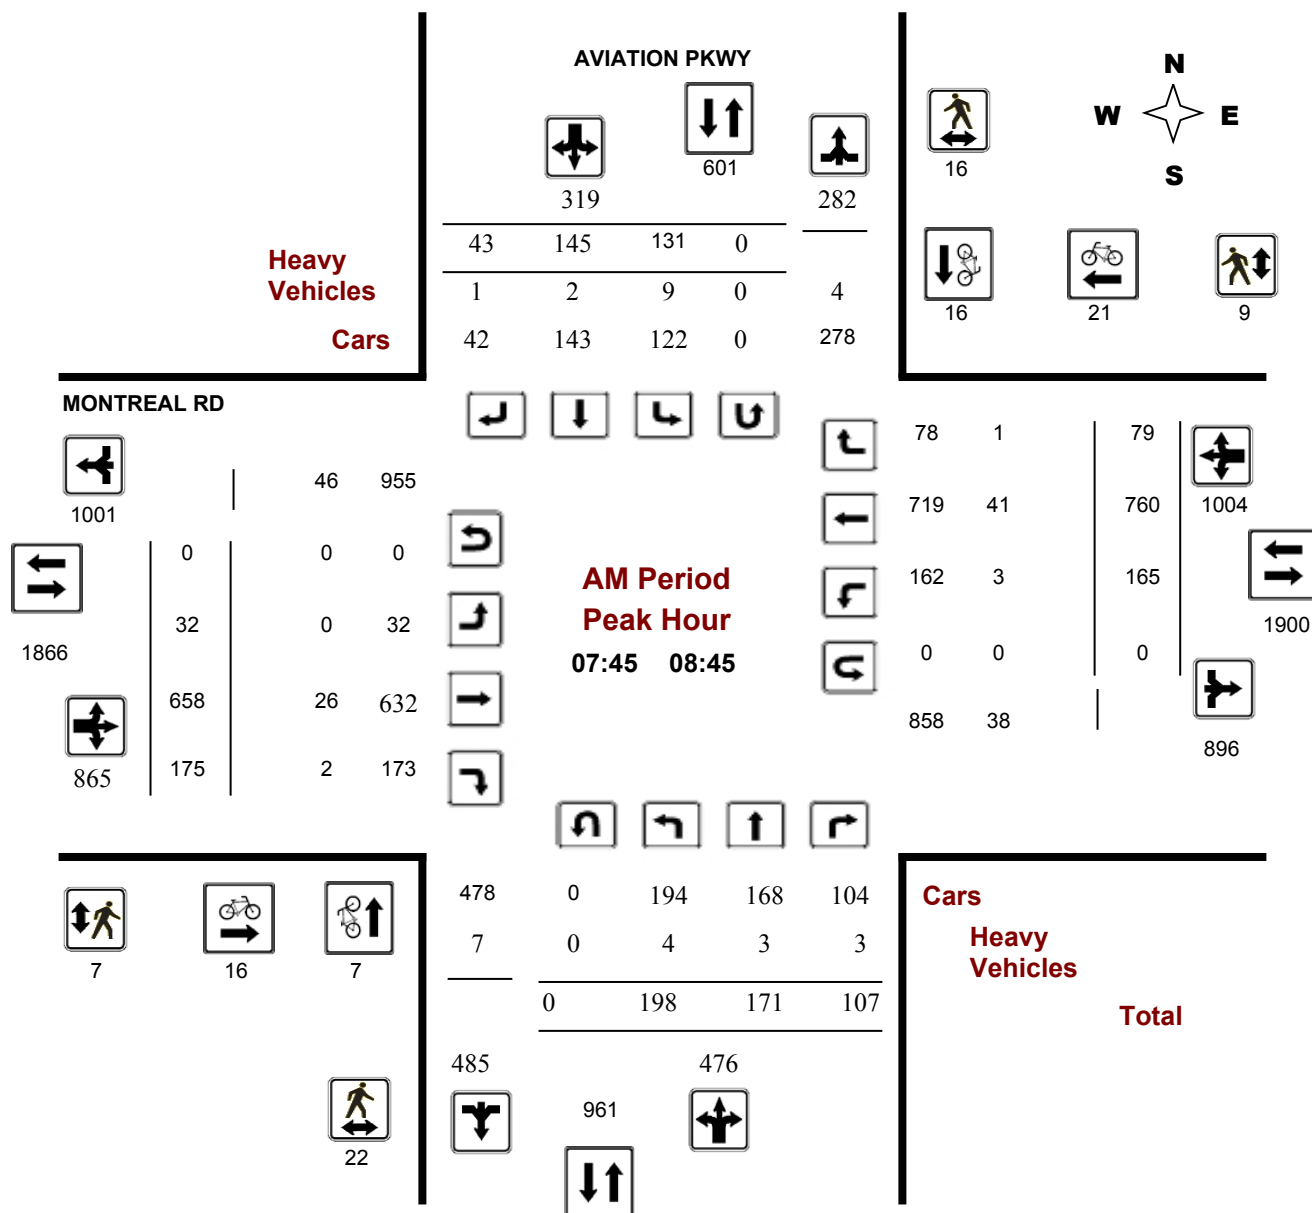 AVIATION PKWY
N
W E
S
601
16
319
282
43 145 131 0
Heavy
Vehicles
1 2 9 0 4
16 21 9
Cars
42 143 122 0 278
MONTREAL RD
78 1 79
46 955
1001
719 41 760 1004
0 0 0
AM Period
162 3 165
Peak Hour
32 0 32
1900
1866
07:45 08:45
0 0 0
658 26 632
858 38
896
865
175 2 173
478 0 194 168 104
Cars
7 0 4 3 3
Heavy
Vehicles
7 16 7
0 198 171 107
Total
485 476
961
22